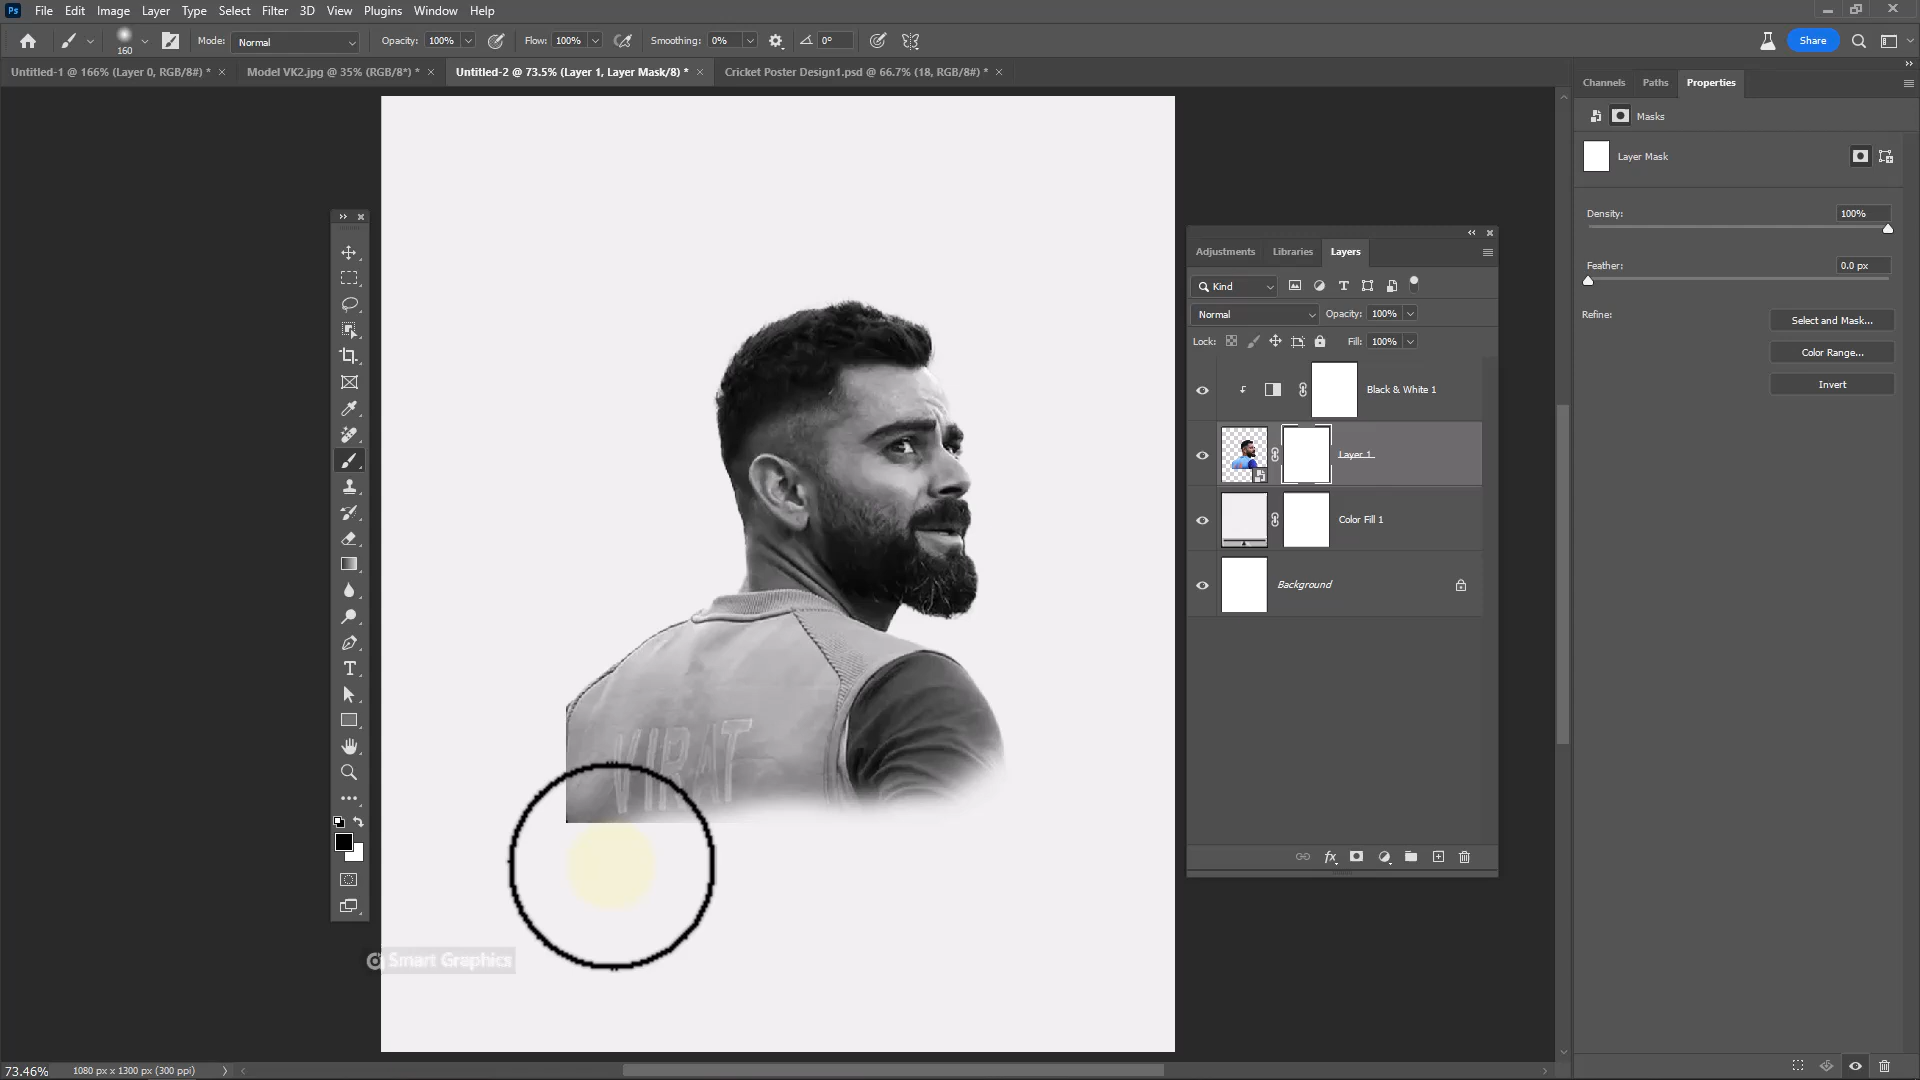 Ps File Edit Image Layer Type Select Filter 3D View Plugins Window Help
160 Mode: Normal Opacity: 100% Flow: 100% Smoothing: 0% 0° Share
Untitled-1 @ 166% (Layer 0, RGB/8#) * × Model VK2.jpg @ 35% (RGB/8*) * × Untitled-2 @ 73.5% (Layer 1, Layer Mask/8) * × Cricket Poster Design1.psd @ 66.7% (18, RGB/8#) * ×
Channels Paths Properties
Masks
Layer Mask
Density: 100%
Feather: 0.0 px
Refine: Select and Mask...
Color Range...
Invert
Adjustments Libraries Layers
Kind
Normal Opacity: 100%
Lock: Fill: 100%
Black & White 1
Layer 1
Color Fill 1
Background
fx
VIRAT
Smart Graphics
73.46% 1080 px x 1300 px (300 ppi)